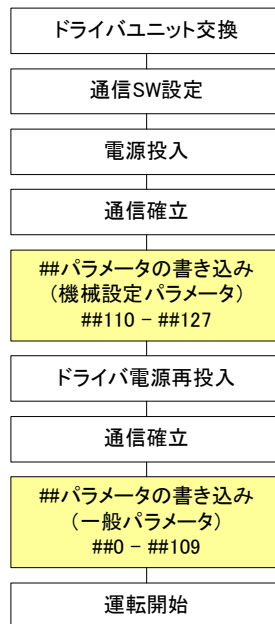 ドライバユニット交換
通信SW設定
電源投入
通信確立
##パラメータの書き込み
(機械設定パラメータ)
##110 − ##127
ドライバ電源再投入
通信確立
##パラメータの書き込み
(一般パラメータ)
##0 − ##109
運転開始